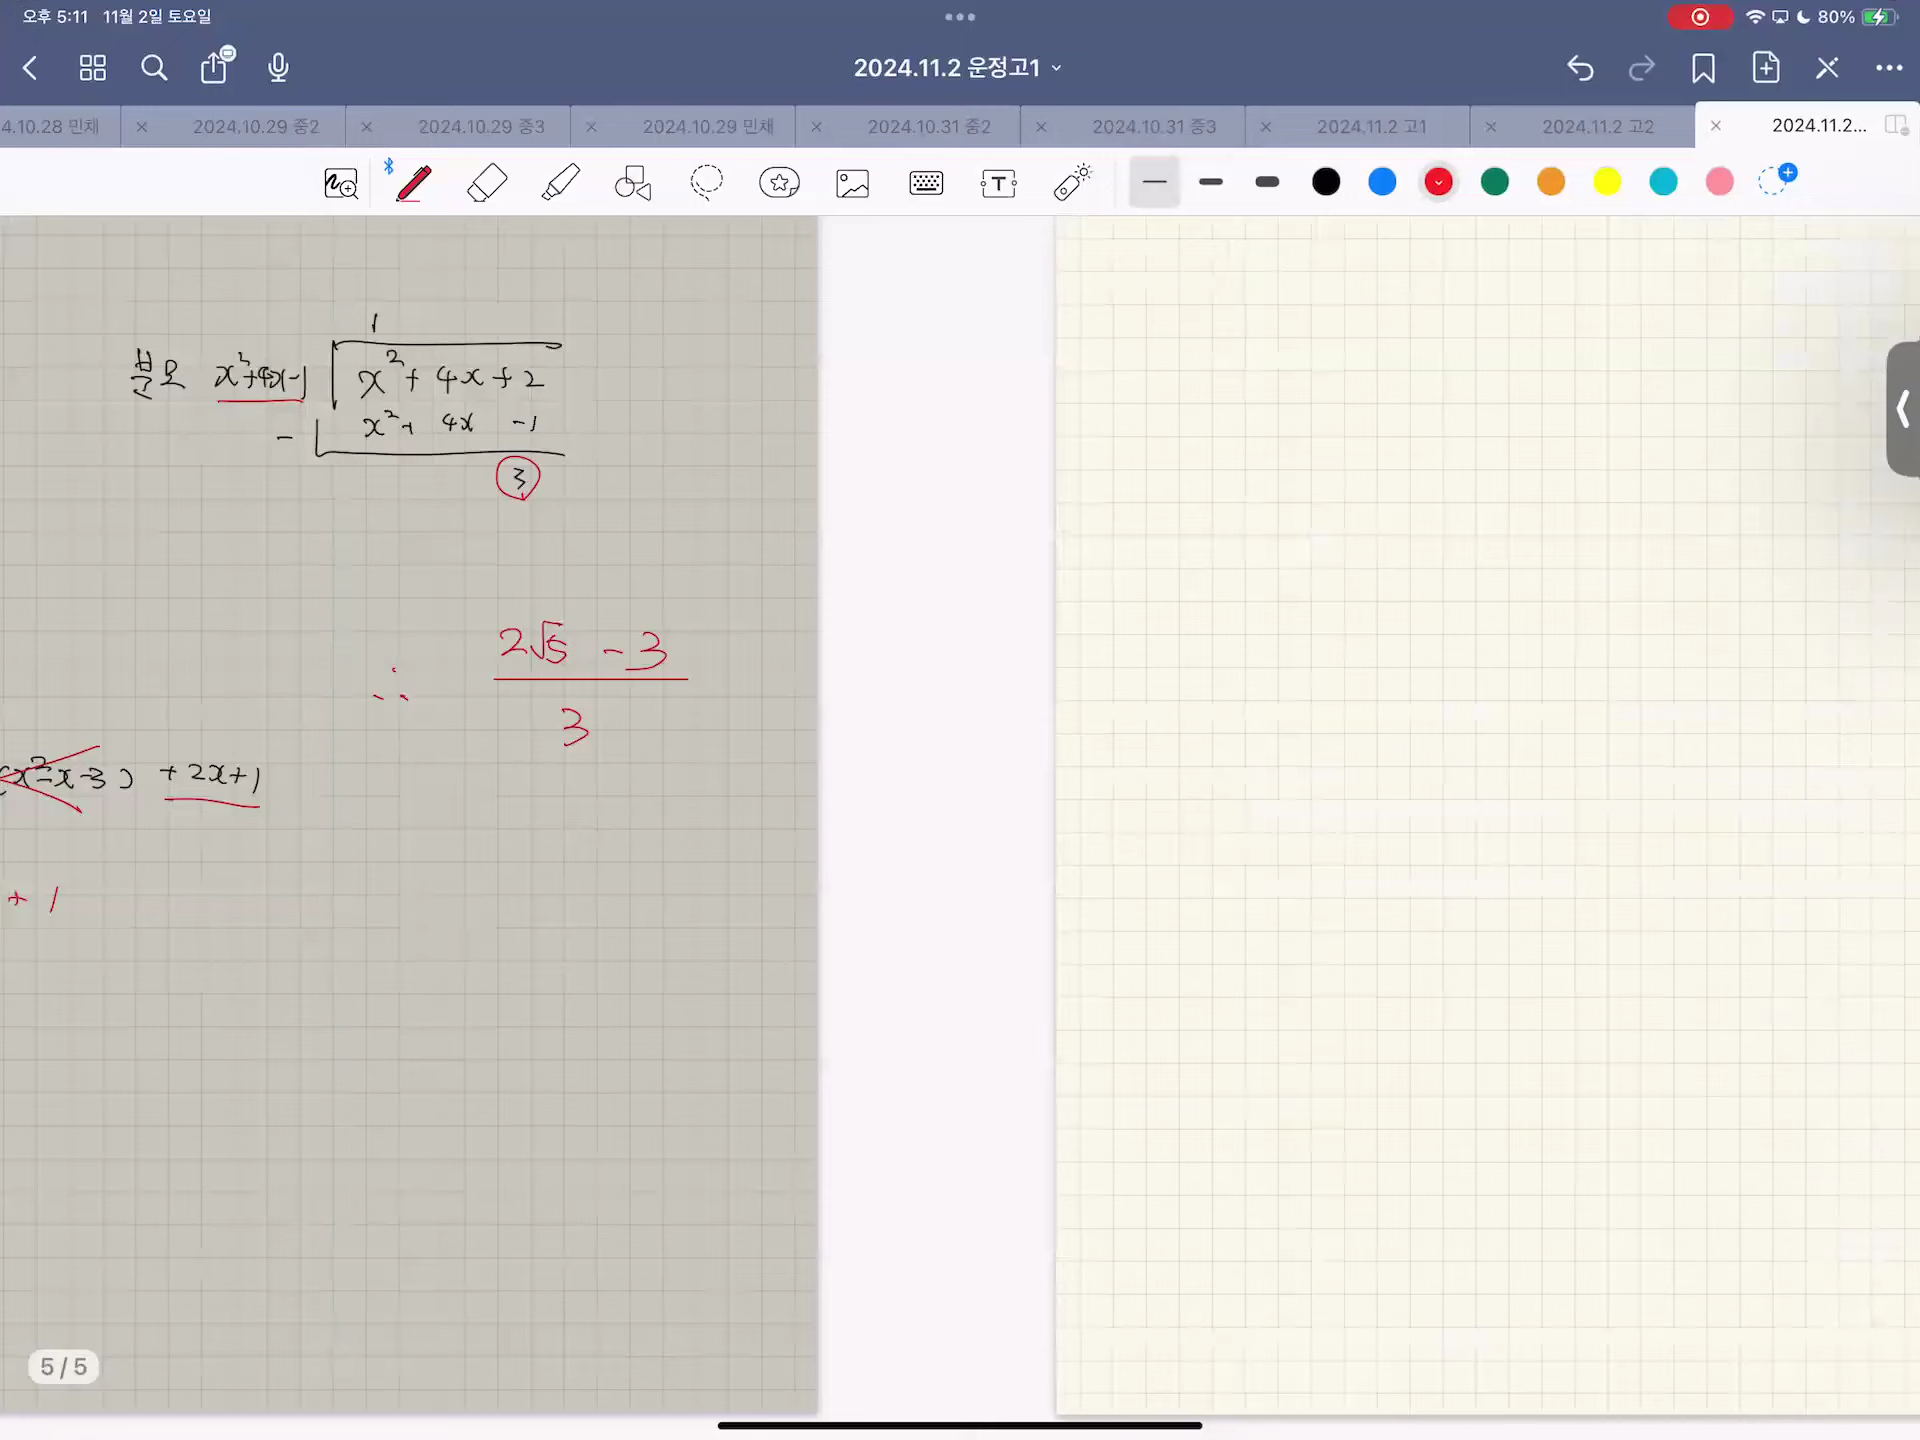 오후 5:11 11월 2일 토요일
80%
2024.11.2 운정고1
4.10.28 민채
2024.10.29 중2
2024.10.29 중3
2024.10.29 민채
2024.10.31 중2
2024.10.31 중3
2024.11.2 고1
2024.11.2 고2
2024.11.2...
T
1
분모 x²+4x-1 x²+ 4x + 2
- x²+ 4x -1
3
∴ 2√5 - 3
3
(x²-x-3) + 2x+1
+ 1
5 / 5